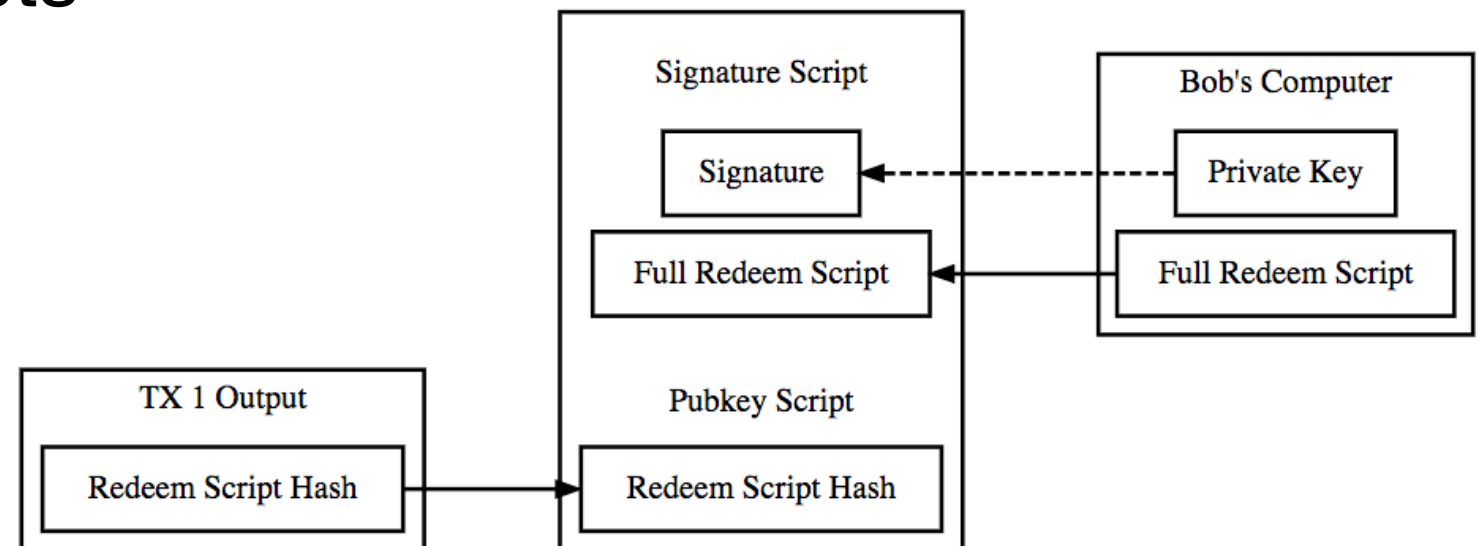 Signature Script
Bob's Computer
Signature
Private Key
Full Redeem Script
Full Redeem Script
TX 1 Output
Pubkey Script
Redeem Script Hash
Redeem Script Hash